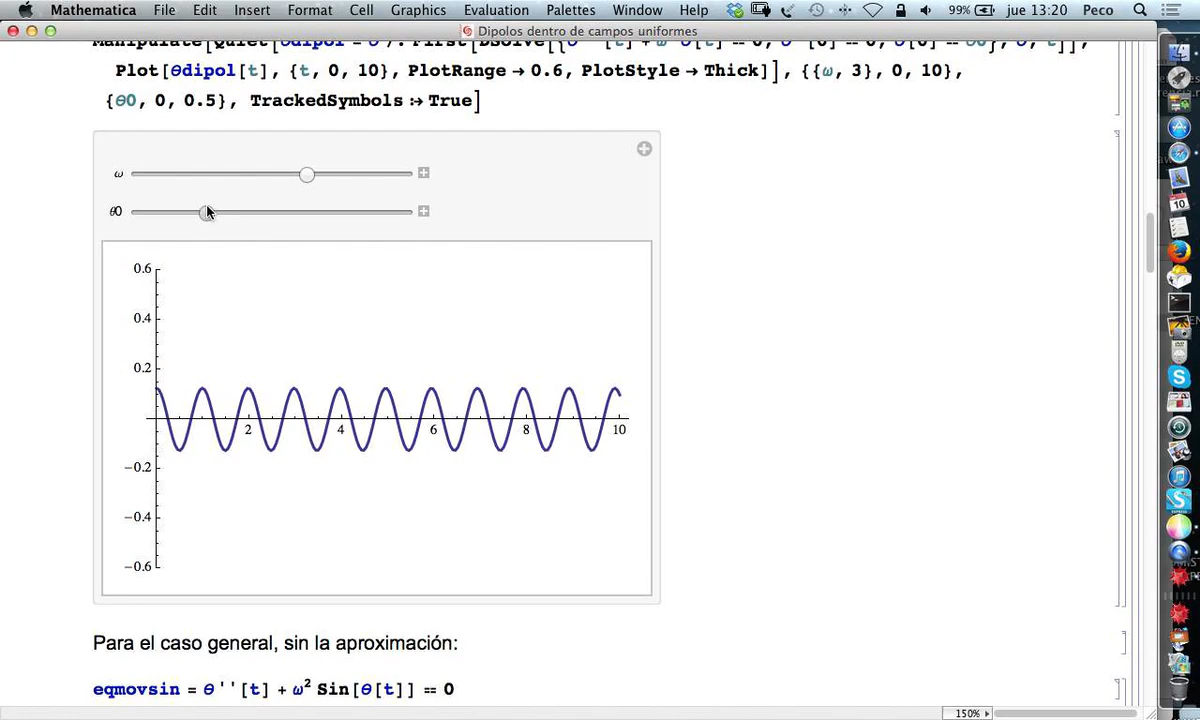 Mathematica File Edit Insert Format Cell Graphics Evaluation Palettes Window Help 99% jue 13:20 Peco
Dipolos dentro de campos uniformes
Plot[θdipol[t], {t, 0, 10}, PlotRange → 0.6, PlotStyle → Thick]], {{ω, 3}, 0, 10},
{θ0, 0, 0.5}, TrackedSymbols :→ True]
ω
θ0
0.6
0.4
0.2
2 4 6 8 10
-0.2
-0.4
-0.6
Para el caso general, sin la aproximación:
eqmovsin = θ''[t] + ω² Sin[θ[t]] == 0
150%